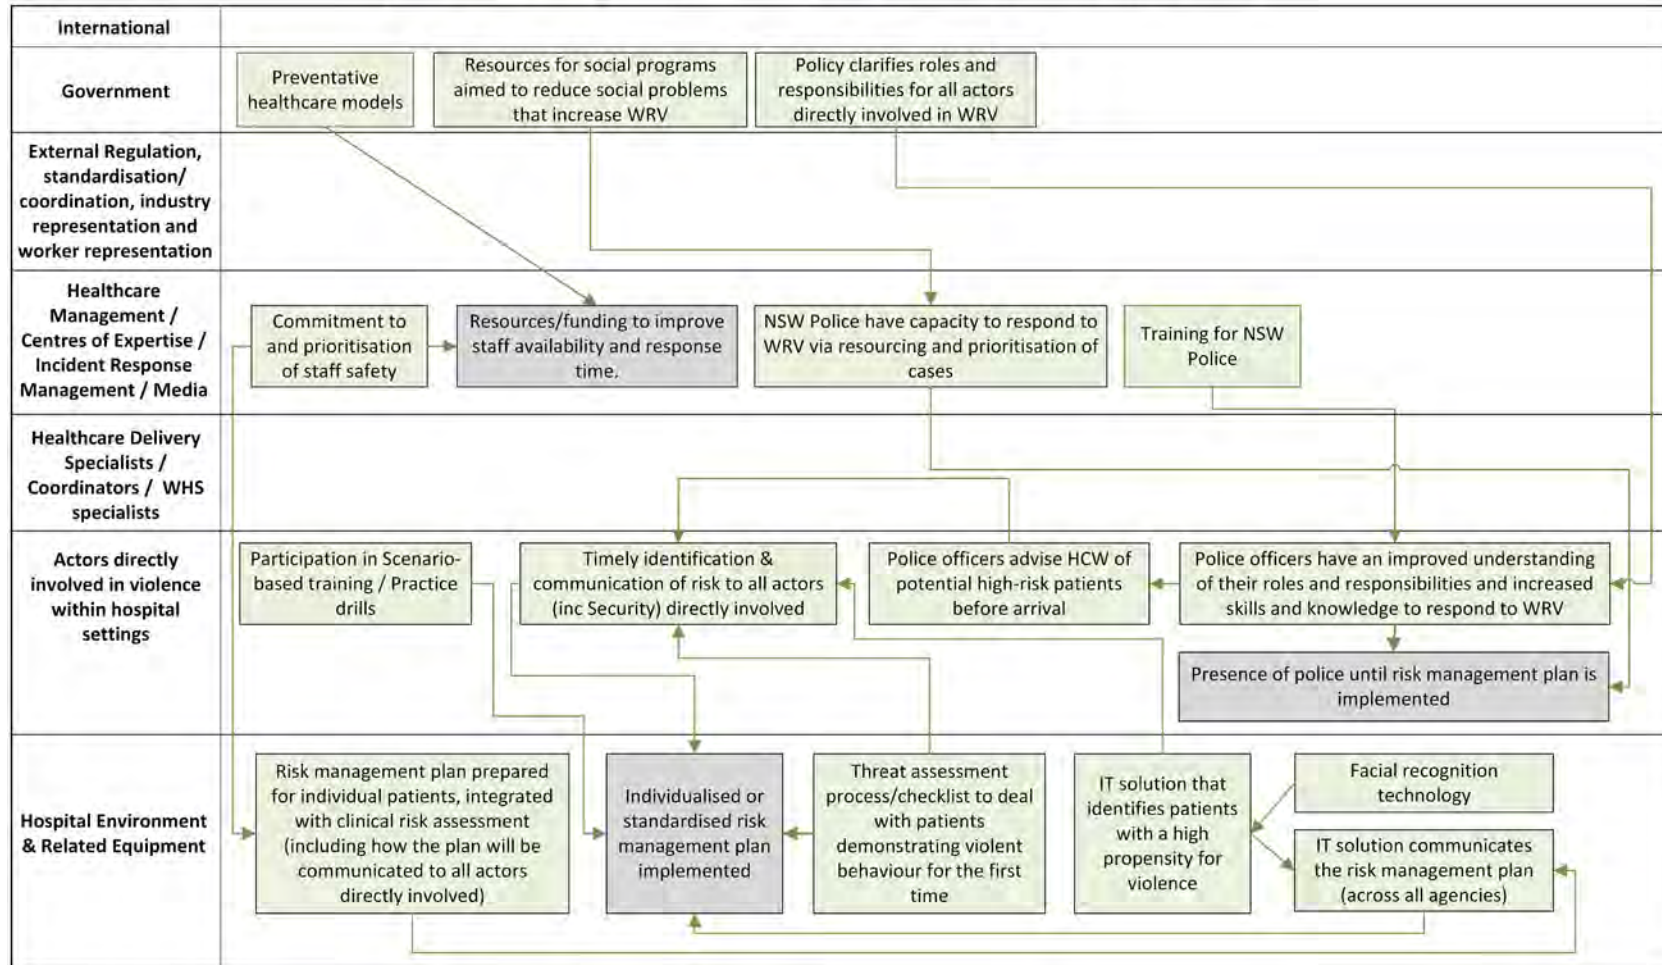 International
Government
Preventative
healthcare models
Resources for social programs
aimed to reduce social problems
that increase WRV
Policy clarifies roles and
responsibilities for all actors
directly involved in WRV
External Regulation,
standardisation/
coordination, industry
representation and
worker representation
Healthcare
Management /
Centres of Expertise /
Incident Response
Management / Media
Commitment to
and prioritisation
of staff safety
Resources/funding to improve
staff availability and response
time.
NSW Police have capacity to respond to
WRV via resourcing and prioritisation of
cases
Training for NSW
Police
Healthcare Delivery
Specialists /
Coordinators / WHS
specialists
Actors directly
involved in violence
within hospital
settings
Participation in Scenario-
based training / Practice
drills
Timely identification &
communication of risk to all actors
(inc Security) directly involved
Police officers advise HCW of
potential high-risk patients
before arrival
Police officers have an improved understanding
of their roles and responsibilities and increased
skills and knowledge to respond to WRV
Presence of police until risk management plan is
implemented
Hospital Environment
& Related Equipment
Risk management plan prepared
for individual patients, integrated
with clinical risk assessment
(including how the plan will be
communicated to all actors
directly involved)
Individualised or
standardised risk
management plan
implemented
Threat assessment
process/checklist to deal
with patients
demonstrating violent
behaviour for the first
time
IT solution that
identifies patients
with a high
propensity for
violence
Facial recognition
technology
IT solution communicates
the risk management plan
(across all agencies)